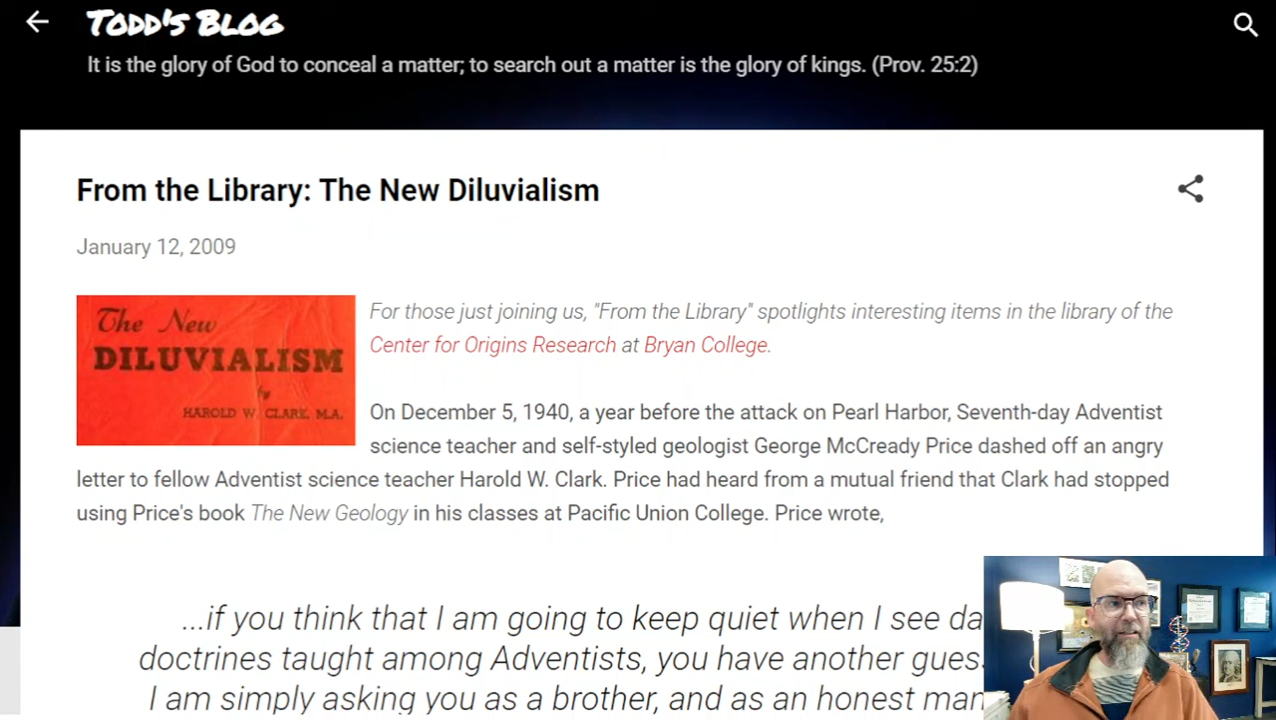 Todd's Blog
It is the glory of God to conceal a matter; to search out a matter is the glory of kings. (Prov. 25:2)
From the Library: The New Diluvialism
January 12, 2009
The New
DILUVIALISM
by
HAROLD W. CLARK, M.A.
For those just joining us, "From the Library" spotlights interesting items in the library of the
Center for Origins Research at Bryan College.
On December 5, 1940, a year before the attack on Pearl Harbor, Seventh-day Adventist
science teacher and self-styled geologist George McCready Price dashed off an angry
letter to fellow Adventist science teacher Harold W. Clark. Price had heard from a mutual friend that Clark had stopped
using Price's book The New Geology in his classes at Pacific Union College. Price wrote,
...if you think that I am going to keep quiet when I see
doctrines taught among Adventists, you have another
I am simply asking you as a brother, and as an honest man